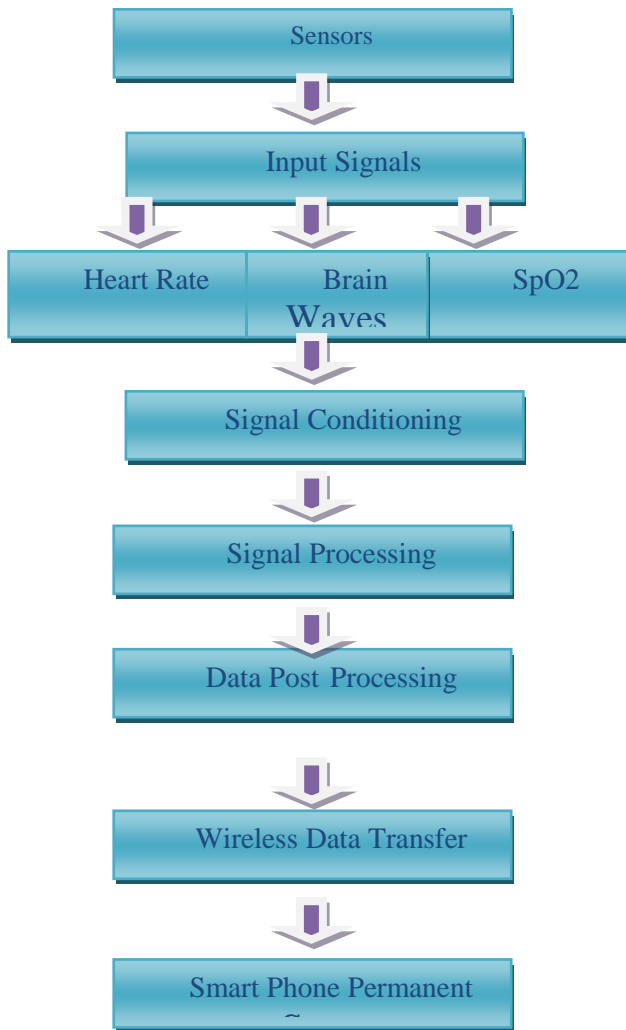 Sensors
Input Signals
Heart Rate
Brain
Waves
SpO2
Signal Conditioning
Signal Processing
Data Post Processing
Wireless Data Transfer
Smart Phone Permanent